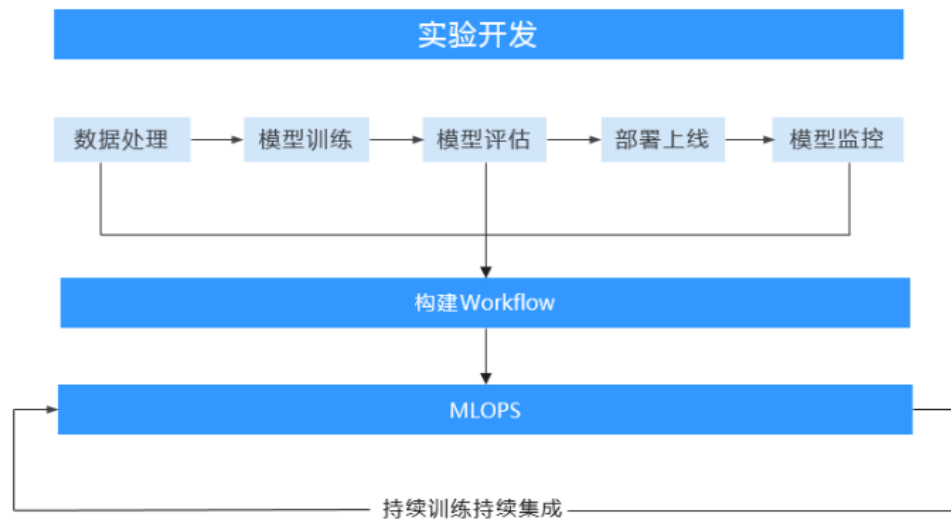 实验开发
数据处理
模型训练
模型评估
部署上线
模型监控
构建Workflow
MLOPS
持续训练持续集成